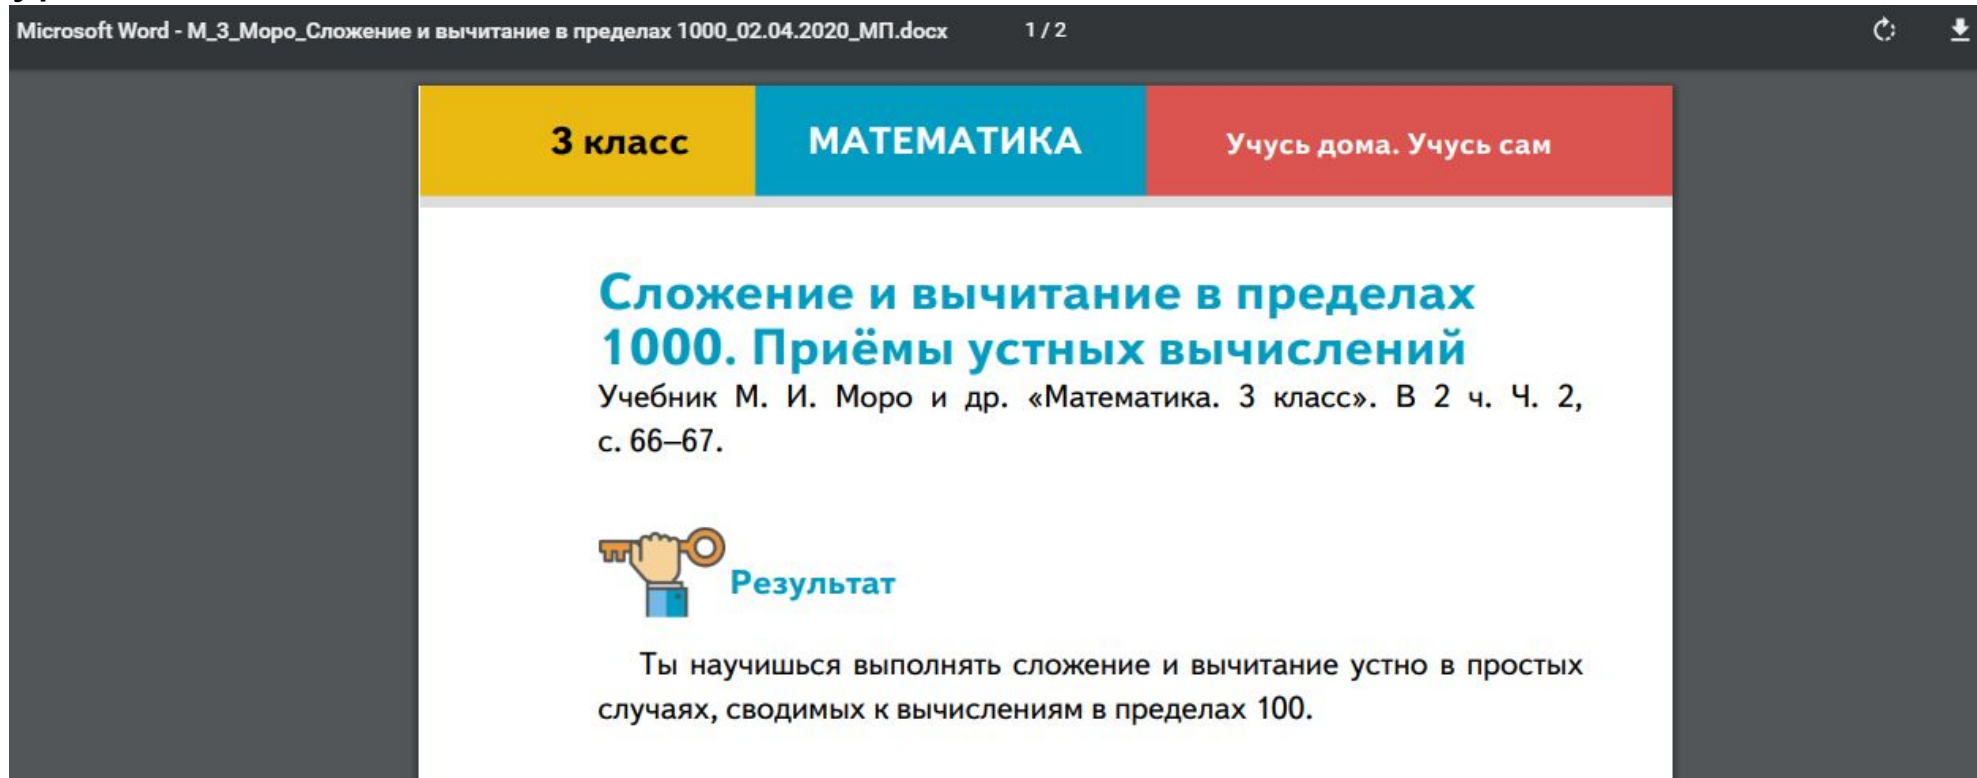 Microsoft Word - М_3_Моро_Сложение и вычитание в пределах 1000_02.04.2020_МП.docx 1 / 2
3 класс МАТЕМАТИКА Учусь дома. Учусь сам
Сложение и вычитание в пределах
1000. Приёмы устных вычислений
Учебник М. И. Моро и др. «Математика. 3 класс». В 2 ч. Ч. 2,
с. 66–67.
Результат
Ты научишься выполнять сложение и вычитание устно в простых
случаях, сводимых к вычислениям в пределах 100.